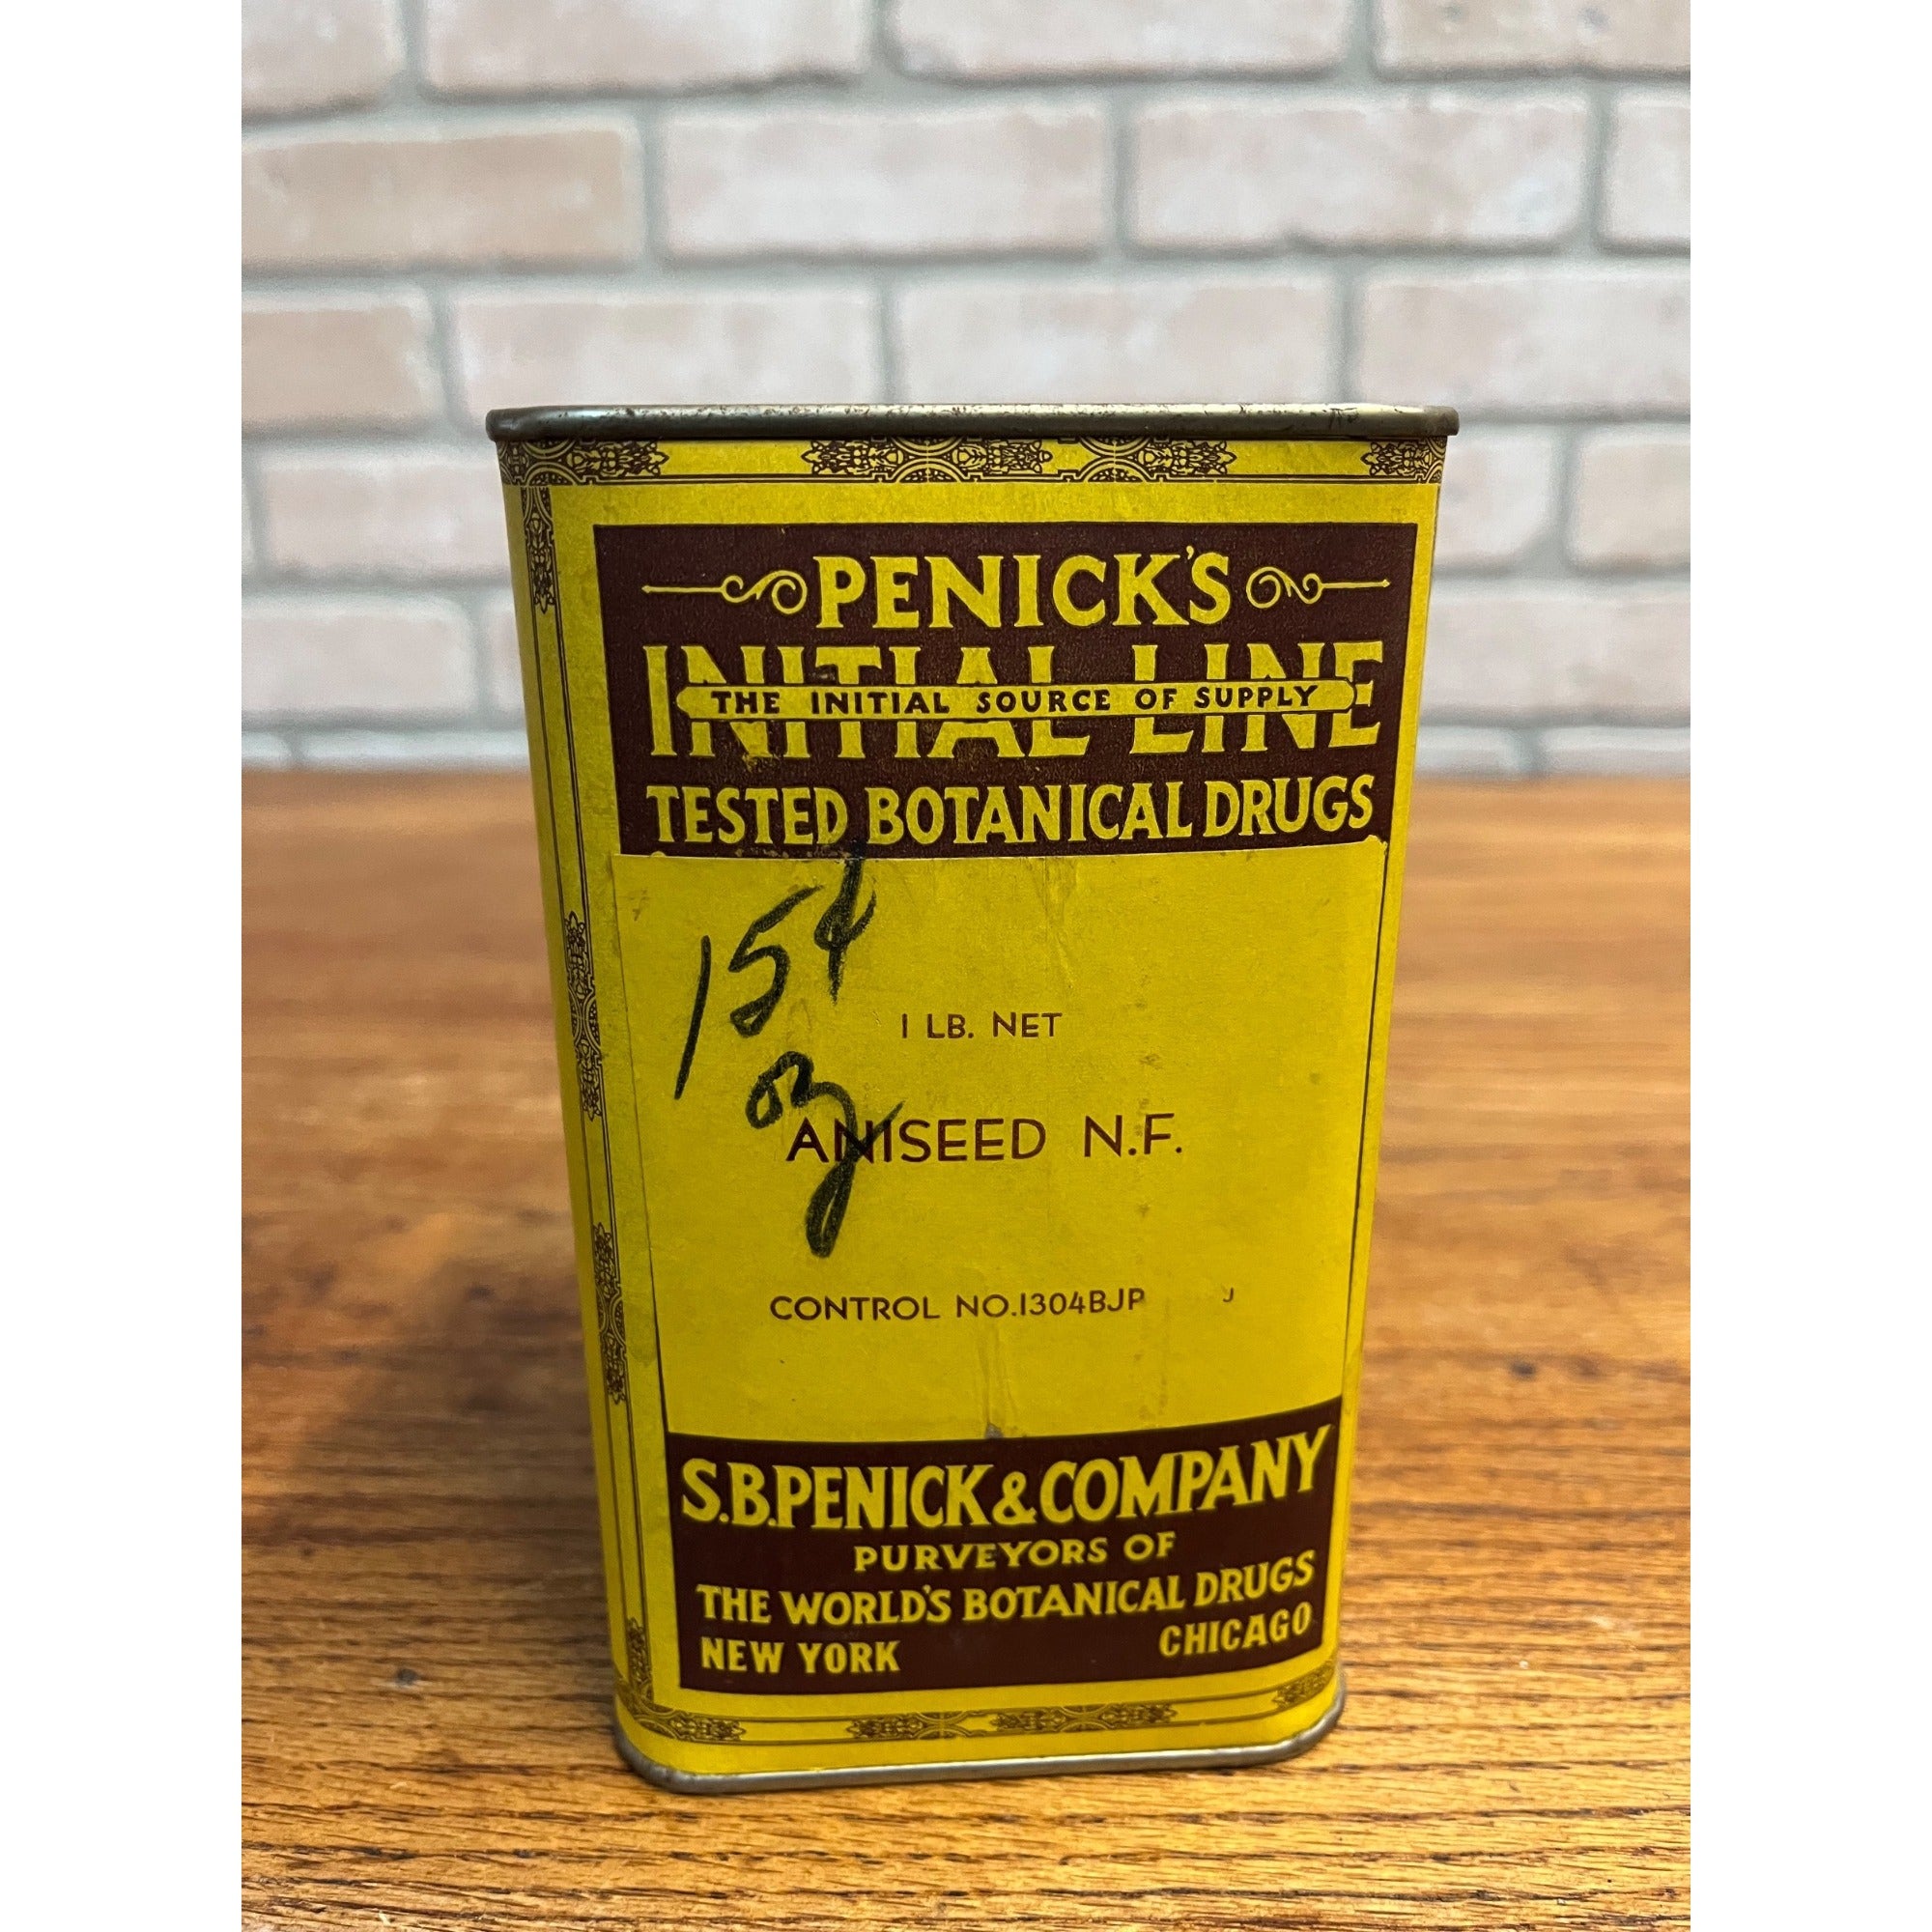 PENICK'S
INITIAL LINE
THE INITIAL SOURCE OF SUPPLY
TESTED BOTANICAL DRUGS
15¢
oz
1 LB. NET
ANISEED N.F.
CONTROL NO.1304BJP J
S.B.PENICK & COMPANY
PURVEYORS OF
THE WORLD'S BOTANICAL DRUGS
NEW YORK CHICAGO